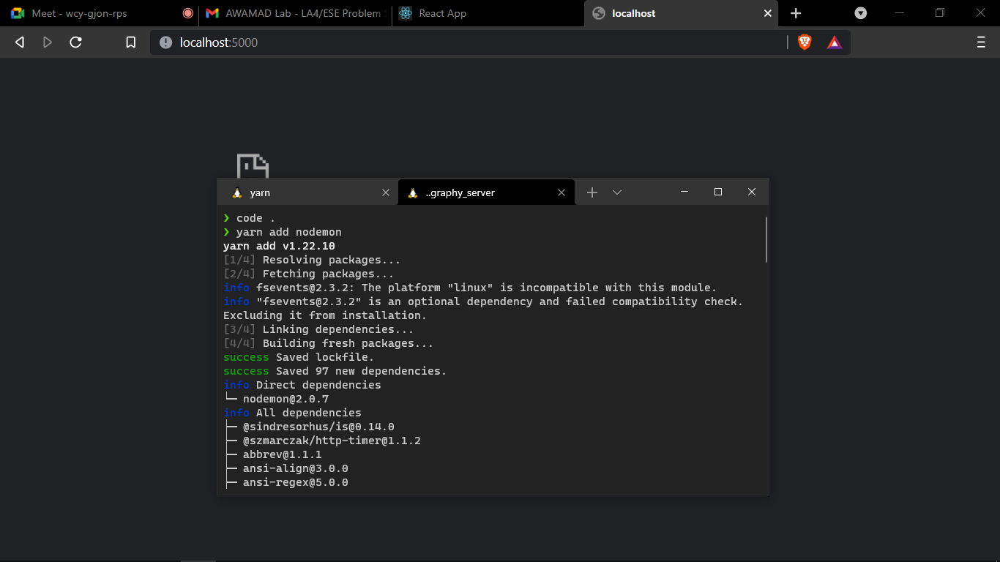 Meet - wcy-gjon-rps
AWAMAD Lab - LA4/ESE Problem S
React App
localhost
localhost:5000
yarn
..graphy_server
❯ code .
❯ yarn add nodemon
yarn add v1.22.10
[1/4] Resolving packages...
[2/4] Fetching packages...
info fsevents@2.3.2: The platform "linux" is incompatible with this module.
info "fsevents@2.3.2" is an optional dependency and failed compatibility check.
Excluding it from installation.
[3/4] Linking dependencies...
[4/4] Building fresh packages...
success Saved lockfile.
success Saved 97 new dependencies.
info Direct dependencies
└─ nodemon@2.0.7
info All dependencies
├─ @sindresorhus/is@0.14.0
├─ @szmarczak/http-timer@1.1.2
├─ abbrev@1.1.1
├─ ansi-align@3.0.0
├─ ansi-regex@5.0.0